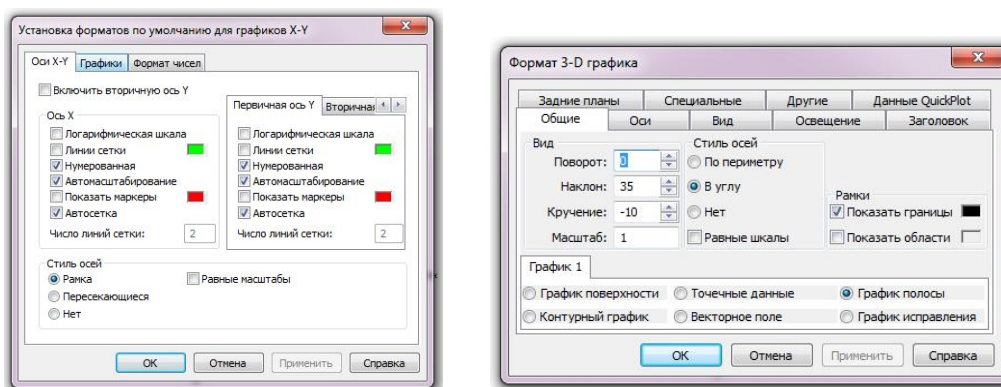 Установка форматов по умолчанию для графиков X-Y
Оси X-Y Графики Формат чисел
Включить вторичную ось Y
Ось X
Логарифмическая шкала
Линии сетки
Нумерованная
Автомасштабирование
Показать маркеры
Автосетка
Число линий сетки: 2
Первичная ось Y Вторичная
Логарифмическая шкала
Линии сетки
Нумерованная
Автомасштабирование
Показать маркеры
Автосетка
Число линий сетки: 2
Стиль осей
Рамка Равные масштабы
Пересекающиеся
Нет
OK Отмена Применить Справка
Формат 3-D графика
Задние планы Специальные Другие Данные QuickPlot
Общие Оси Вид Освещение Заголовок
Вид
Поворот: 0
Наклон: 35
Кручение: -10
Масштаб: 1
Стиль осей
По периметру
В углу
Нет
Равные шкалы
Рамки
Показать границы
Показать области
График 1
График поверхности Точечные данные График полосы
Контурный график Векторное поле График исправления
OK Отмена Применить Справка